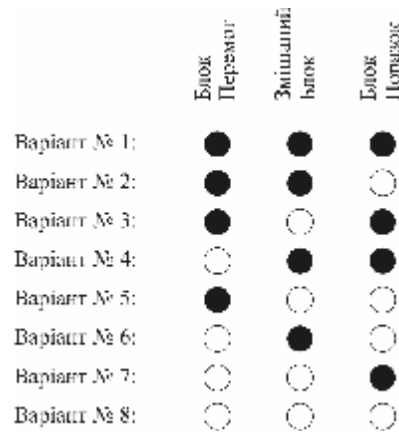 Блок
Перемог
Змішаний
Блок
Блок
Поразок
Варіант № 1:
Варіант № 2:
Варіант № 3:
Варіант № 4:
Варіант № 5:
Варіант № 6:
Варіант № 7:
Варіант № 8: